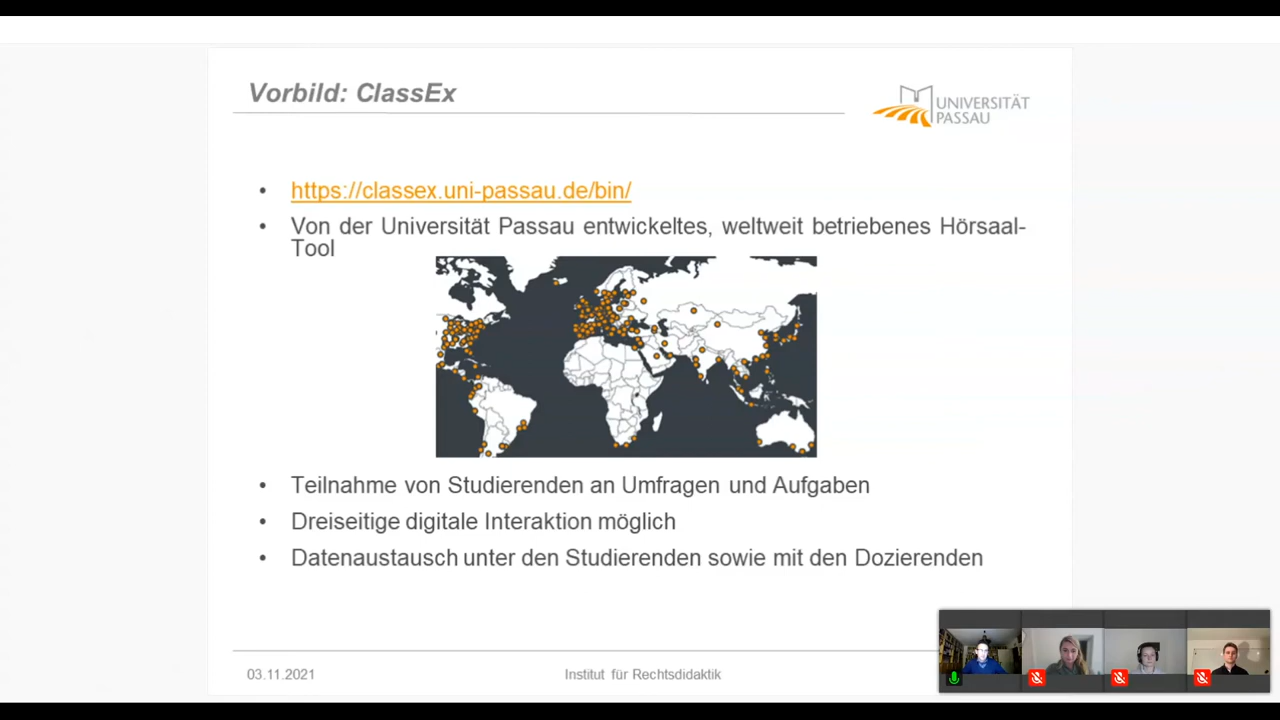 Vorbild: ClassEx
UNIVERSITÄT
PASSAU
• https://classex.uni-passau.de/bin/
• Von der Universität Passau entwickeltes, weltweit betriebenes Hörsaal-
Tool
• Teilnahme von Studierenden an Umfragen und Aufgaben
• Dreiseitige digitale Interaktion möglich
• Datenaustausch unter den Studierenden sowie mit den Dozierenden
03.11.2021
Institut für Rechtsdidaktik